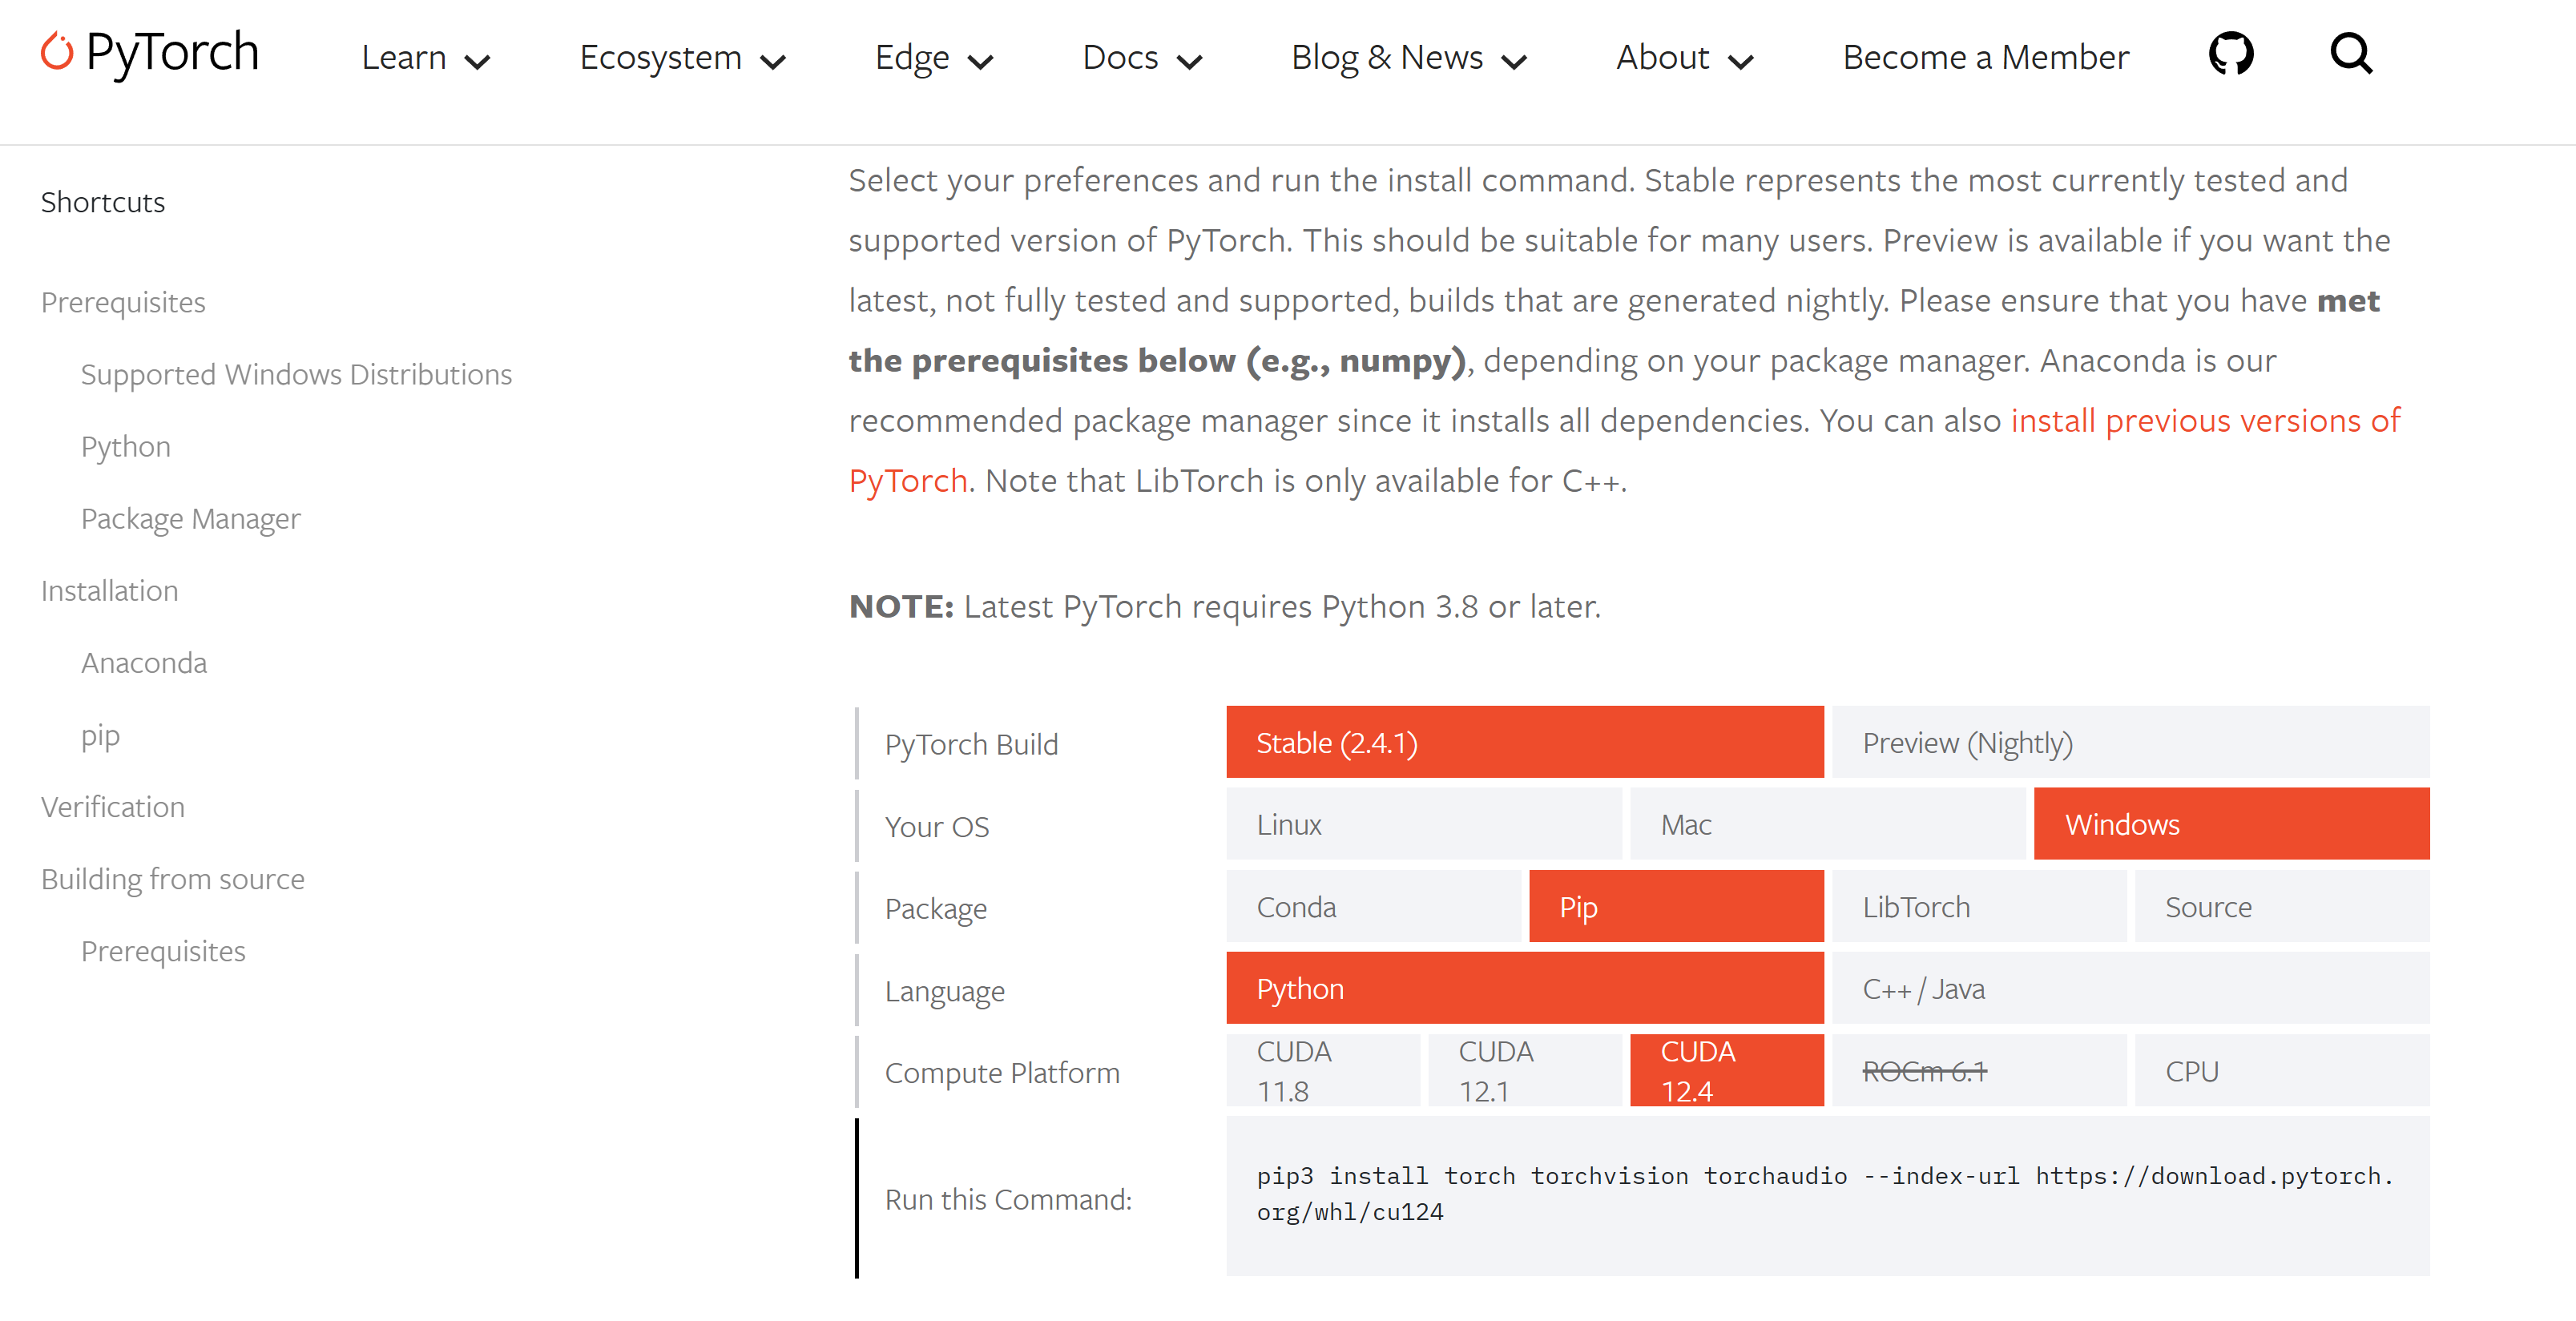 PyTorch
Learn
Ecosystem
Edge
Docs
Blog & News
About
Become a Member
Shortcuts
Prerequisites
Supported Windows Distributions
Python
Package Manager
Installation
Anaconda
pip
Verification
Building from source
Prerequisites
Select your preferences and run the install command. Stable represents the most currently tested and
supported version of PyTorch. This should be suitable for many users. Preview is available if you want the
latest, not fully tested and supported, builds that are generated nightly. Please ensure that you have met
the prerequisites below (e.g., numpy), depending on your package manager. Anaconda is our
recommended package manager since it installs all dependencies. You can also install previous versions of
PyTorch. Note that LibTorch is only available for C++.
NOTE: Latest PyTorch requires Python 3.8 or later.
PyTorch Build
Stable (2.4.1)
Preview (Nightly)
Your OS
Linux
Mac
Windows
Package
Conda
Pip
LibTorch
Source
Language
Python
C++ / Java
Compute Platform
CUDA
11.8
CUDA
12.1
CUDA
12.4
ROCm 6.1
CPU
Run this Command:
pip3 install torch torchvision torchaudio --index-url https://download.pytorch.
org/whl/cu124